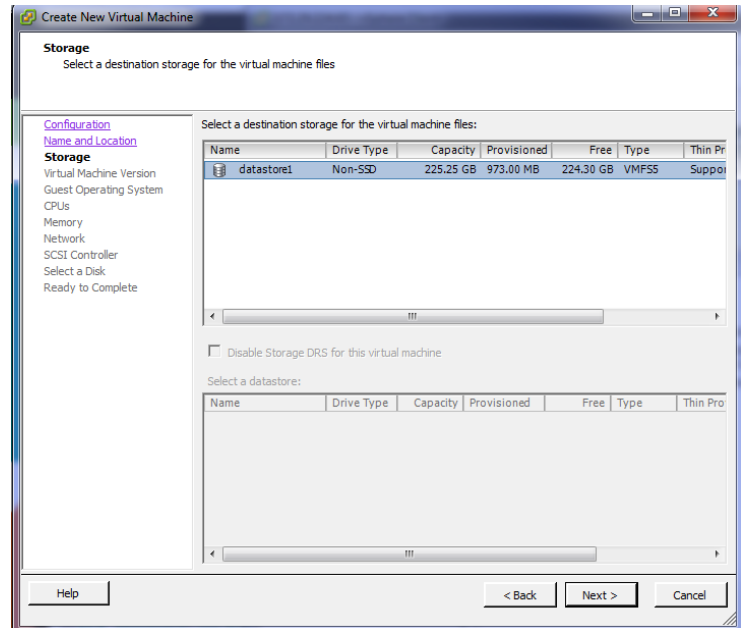 Create New Virtual Machine
Storage
Select a destination storage for the virtual machine files
Configuration
Name and Location
Storage
Virtual Machine Version
Guest Operating System
CPUs
Memory
Network
SCSI Controller
Select a Disk
Ready to Complete
Select a destination storage for the virtual machine files:
Name Drive Type Capacity Provisioned Free Type Thin Pr
datastore1 Non-SSD 225.25 GB 973.00 MB 224.30 GB VMFS5 Suppor
Disable Storage DRS for this virtual machine
Select a datastore:
Name Drive Type Capacity Provisioned Free Type Thin Pro
Help < Back Next > Cancel